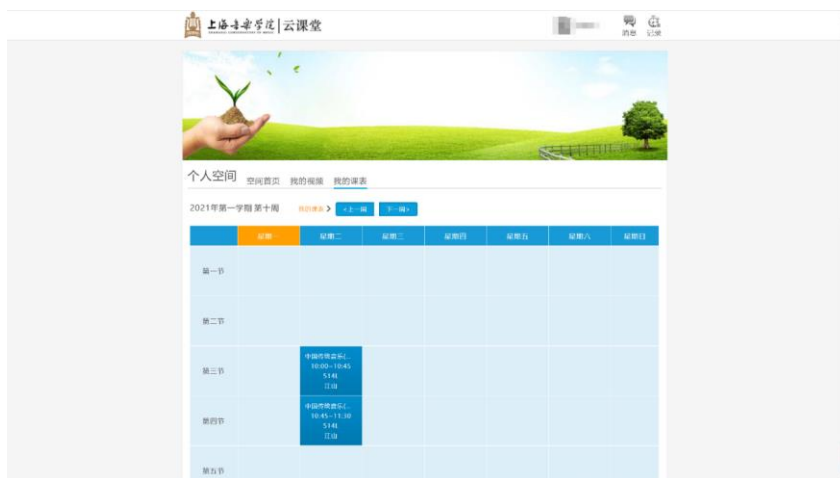 上海音乐学院 | 云课堂
消息 记录
个人空间 空间首页 我的视频 我的课表
2021年第一学期 第十周 我的课表 > <上一周 下一周>
星期一 星期二 星期三 星期四 星期五 星期六 星期日
第一节
第二节
第三节
中国传统音乐(...
10:00~10:45
514L
江山
第四节
中国传统音乐(...
10:45~11:30
514L
江山
第五节